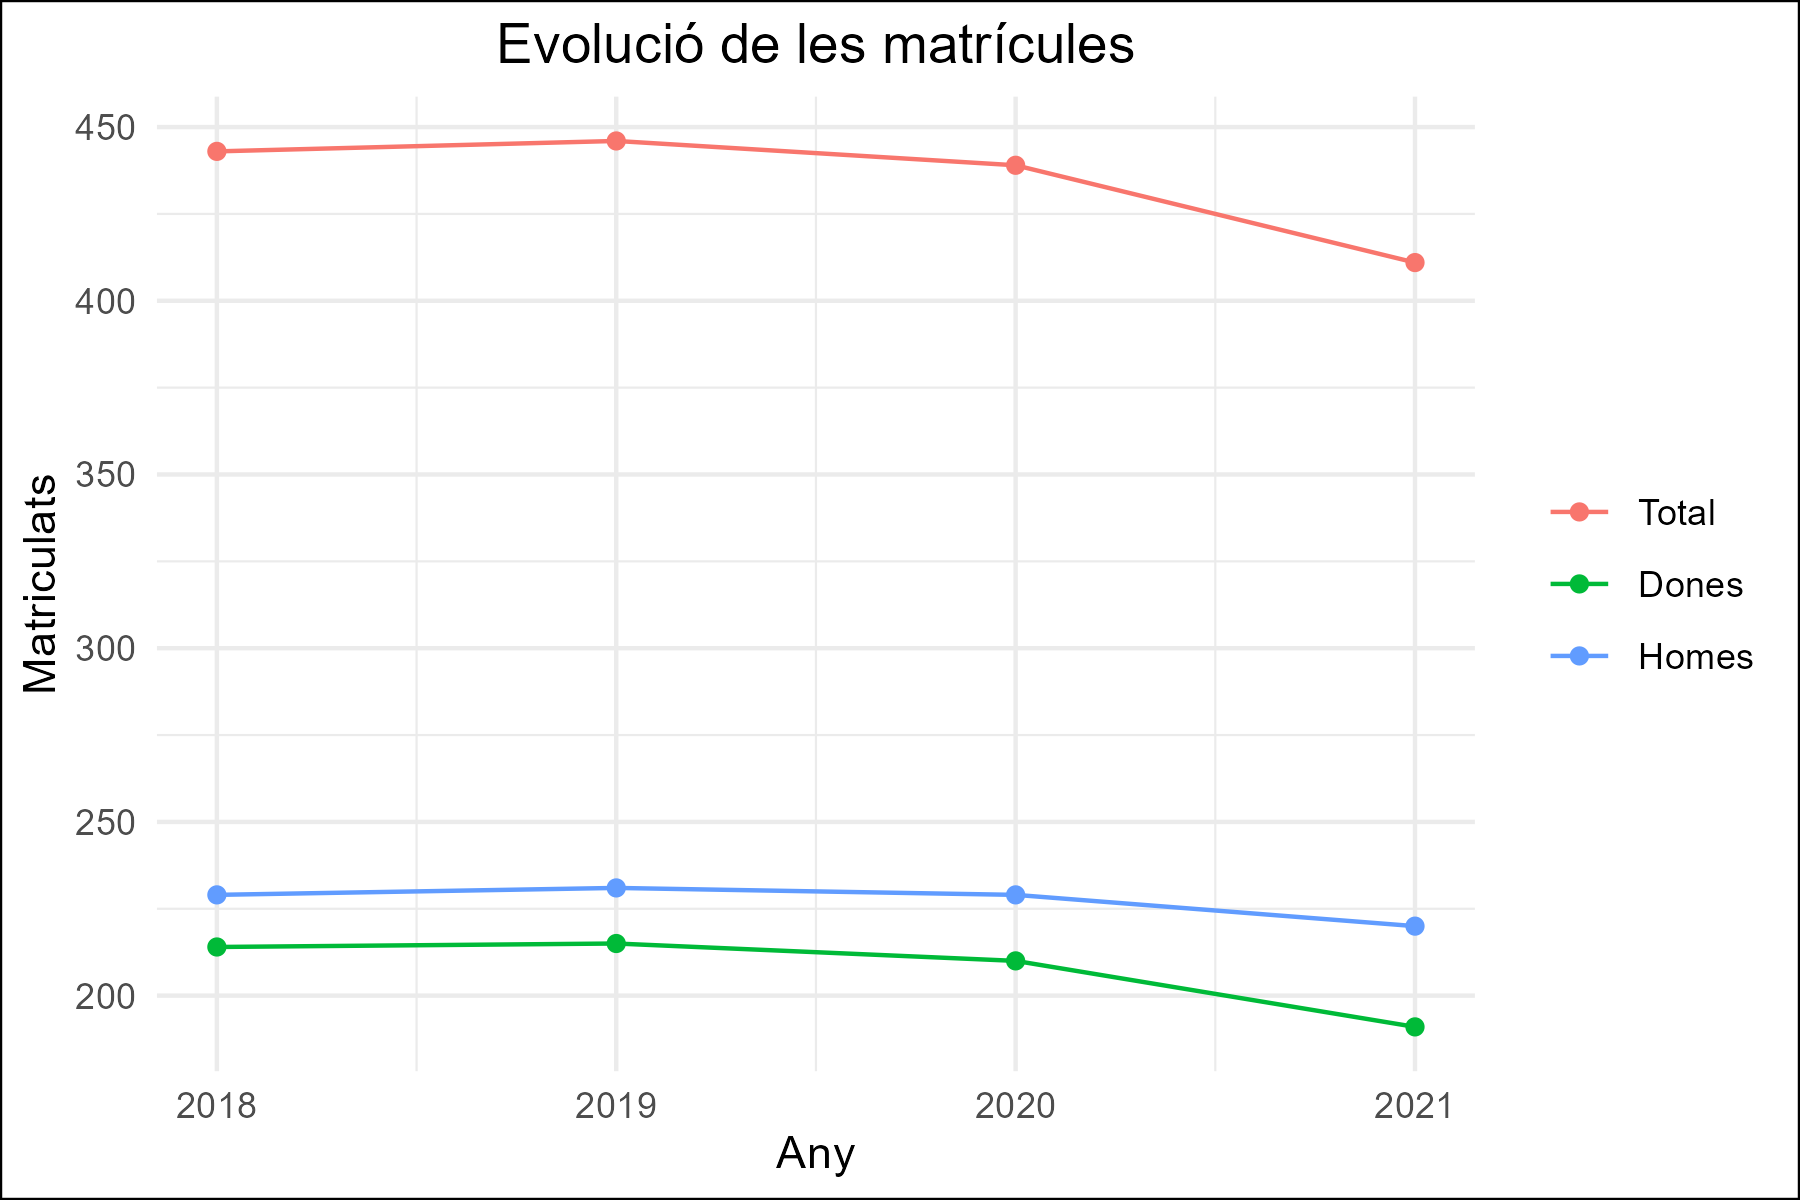 Evolució de les matrícules
450
400
350
300
250
200
Matriculats
2018 2019 2020 2021
Any
Total
Dones
Homes